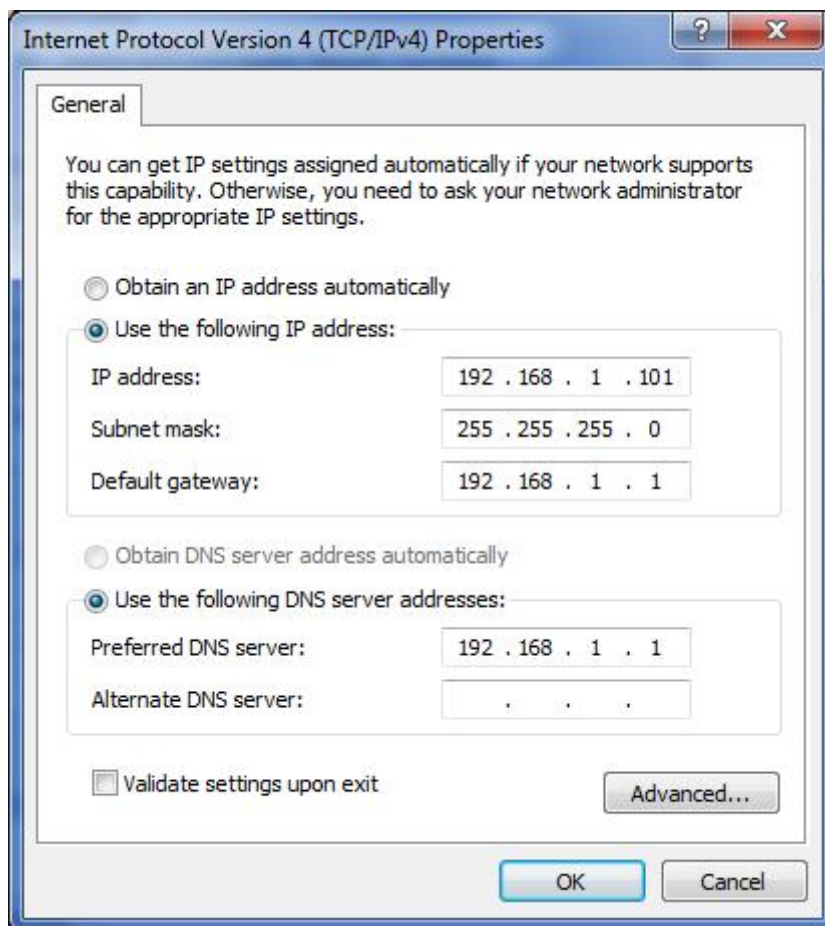 Internet Protocol Version 4 (TCP/IPv4) Properties
General
You can get IP settings assigned automatically if your network supports
this capability. Otherwise, you need to ask your network administrator
for the appropriate IP settings.
Obtain an IP address automatically
Use the following IP address:
IP address: 192 . 168 . 1 . 101
Subnet mask: 255 . 255 . 255 . 0
Default gateway: 192 . 168 . 1 . 1
Obtain DNS server address automatically
Use the following DNS server addresses:
Preferred DNS server: 192 . 168 . 1 . 1
Alternate DNS server: . . .
Validate settings upon exit
Advanced...
OK Cancel